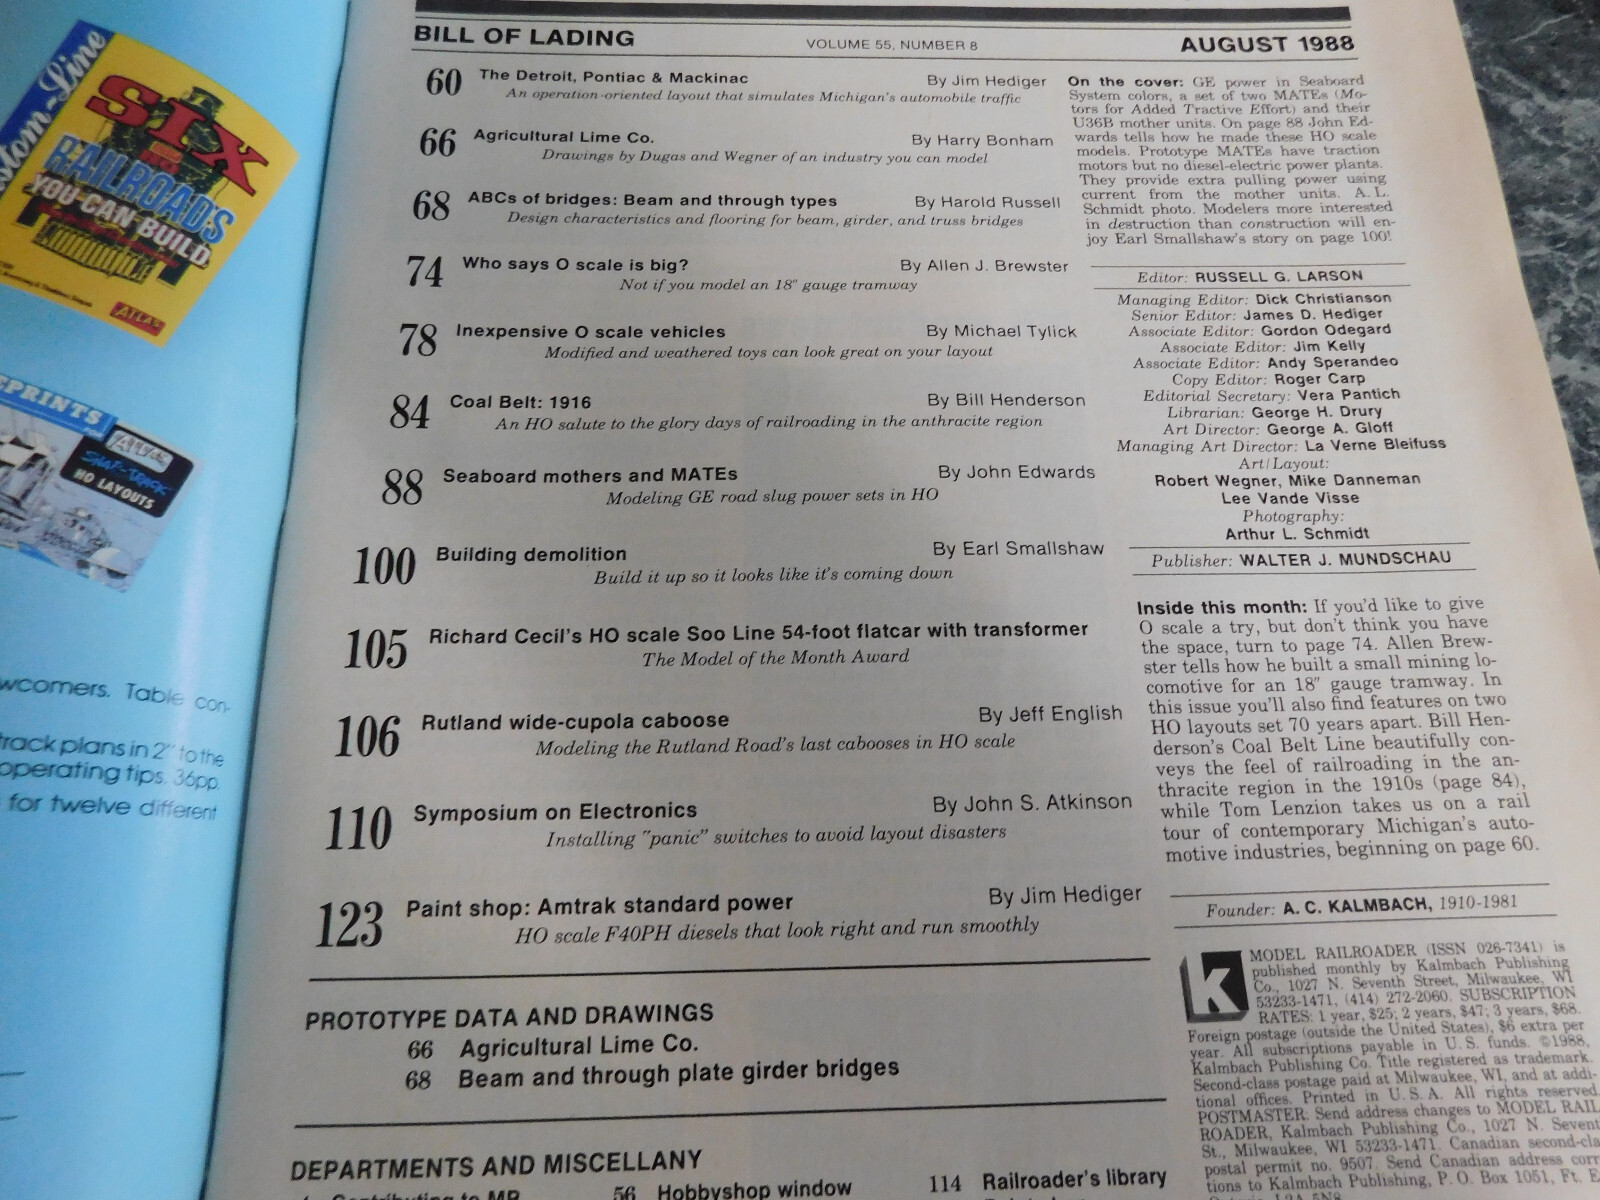 SIX
RAILROADS
YOU-CAN-BUILD
ATLAS
SNAP-TRACK
HO LAYOUTS
Table con-
track plans in 2" to the
operating tips. 36pp.
for twelve different
BILL OF LADING
VOLUME 55, NUMBER 8
AUGUST 1988
60 The Detroit, Pontiac & Mackinac By Jim Hediger
An operation-oriented layout that simulates Michigan's automobile traffic
66 Agricultural Lime Co. By Harry Bonham
Drawings by Dugas and Wegner of an industry you can model
68 ABCs of bridges: Beam and through types By Harold Russell
Design characteristics and flooring for beam, girder, and truss bridges
74 Who says O scale is big? By Allen J. Brewster
Not if you model an 18" gauge tramway
78 Inexpensive O scale vehicles By Michael Tylick
Modified and weathered toys can look great on your layout
84 Coal Belt: 1916 By Bill Henderson
An HO salute to the glory days of railroading in the anthracite region
88 Seaboard mothers and MATEs By John Edwards
Modeling GE road slug power sets in HO
100 Building demolition By Earl Smallshaw
Build it up so it looks like it's coming down
105 Richard Cecil's HO scale Soo Line 54-foot flatcar with transformer
The Model of the Month Award
106 Rutland wide-cupola caboose By Jeff English
Modeling the Rutland Road's last cabooses in HO scale
110 Symposium on Electronics By John S. Atkinson
Installing "panic" switches to avoid layout disasters
123 Paint shop: Amtrak standard power By Jim Hediger
HO scale F40PH diesels that look right and run smoothly
PROTOTYPE DATA AND DRAWINGS
66 Agricultural Lime Co.
68 Beam and through plate girder bridges
DEPARTMENTS AND MISCELLANY
56 Hobbyshop window
114 Railroader's library
On the cover: GE power in Seaboard
System colors, a set of two MATEs (Mo-
tors for Added Tractive Effort) and their
U36B mother units. On page 88 John Ed-
wards tells how he made these HO scale
models. Prototype MATEs have traction
motors but no diesel-electric power plants.
They provide extra pulling power using
current from the mother units. A. L.
Schmidt photo. Modelers more interested
in destruction than construction will en-
joy Earl Smallshaw's story on page 100!
Editor: RUSSELL G. LARSON
Managing Editor: Dick Christianson
Senior Editor: James D. Hediger
Associate Editor: Gordon Odegard
Associate Editor: Jim Kelly
Associate Editor: Andy Sperandeo
Copy Editor: Roger Carp
Editorial Secretary: Vera Pantich
Librarian: George H. Drury
Art Director: George A. Gloff
Managing Art Director: La Verne Bleifuss
Art/Layout:
Robert Wegner, Mike Danneman
Lee Vande Visse
Photography:
Arthur L. Schmidt
Publisher: WALTER J. MUNDSCHAU
Inside this month: If you'd like to give
O scale a try, but don't think you have
the space, turn to page 74. Allen Brew-
ster tells how he built a small mining lo-
comotive for an 18" gauge tramway. In
this issue you'll also find features on two
HO layouts set 70 years apart. Bill Hen-
derson's Coal Belt Line beautifully con-
veys the feel of railroading in the an-
thracite region in the 1910s (page 84),
while Tom Lenzion takes us on a rail
tour of contemporary Michigan's auto-
motive industries, beginning on page 60.
Founder: A. C. KALMBACH, 1910-1981
K
MODEL RAILROADER (ISSN 026-7341) is
published monthly by Kalmbach Publishing
Co., 1027 N. Seventh Street, Milwaukee, WI
53233-1471, (414) 272-2060. SUBSCRIPTION
RATES: 1 year, $25; 2 years, $47; 3 years, $68.
Foreign postage (outside the United States), $6 extra per
year. All subscriptions payable in U.S. funds. ©1988,
Kalmbach Publishing Co. Title registered as trademark.
Second-class postage paid at Milwaukee, WI, and at addi-
tional offices. Printed in U.S.A. All rights reserved.
POSTMASTER: Send address changes to MODEL RAIL-
ROADER, Kalmbach Publishing Co., 1027 N. Sevent
St., Milwaukee, WI 53233-1471. Canadian second-cla
postal permit no. 9507. Send Canadian address corr
tions to Kalmbach Publishing, P.O. Box 1051, Ft. E